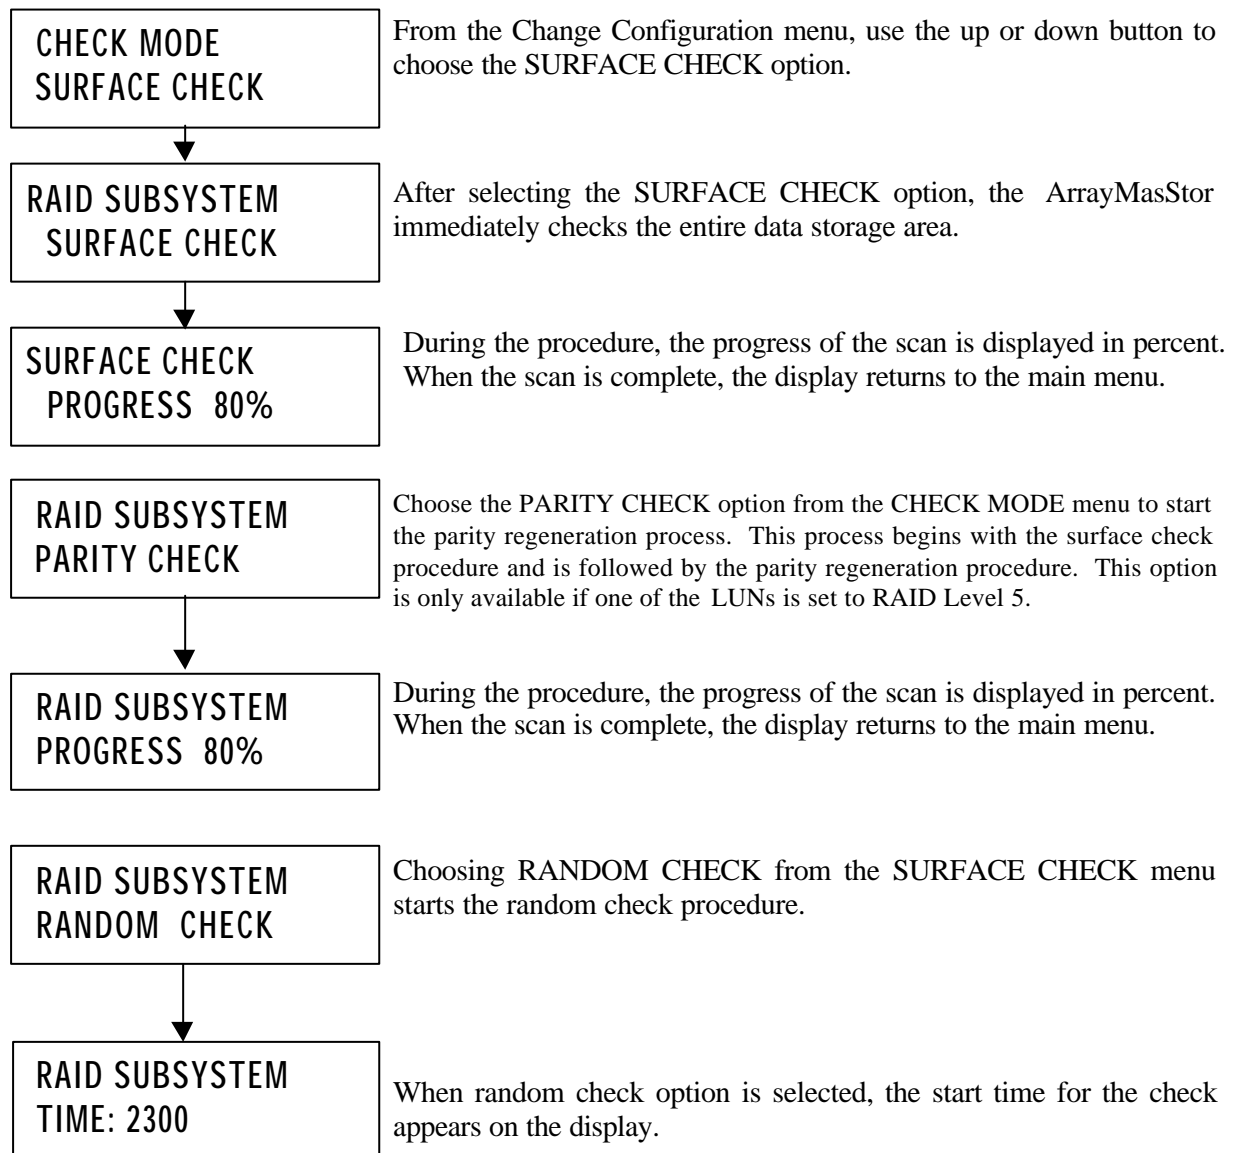 CHECK MODE
SURFACE CHECK
From the Change Configuration menu, use the up or down button to
choose the SURFACE CHECK option.
RAID SUBSYSTEM
SURFACE CHECK
After selecting the SURFACE CHECK option, the ArrayMasStor
immediately checks the entire data storage area.
SURFACE CHECK
PROGRESS 80%
During the procedure, the progress of the scan is displayed in percent.
When the scan is complete, the display returns to the main menu.
RAID SUBSYSTEM
PARITY CHECK
Choose the PARITY CHECK option from the CHECK MODE menu to start
the parity regeneration process. This process begins with the surface check
procedure and is followed by the parity regeneration procedure. This option
is only available if one of the LUNs is set to RAID Level 5.
RAID SUBSYSTEM
PROGRESS 80%
During the procedure, the progress of the scan is displayed in percent.
When the scan is complete, the display returns to the main menu.
RAID SUBSYSTEM
RANDOM CHECK
Choosing RANDOM CHECK from the SURFACE CHECK menu
starts the random check procedure.
RAID SUBSYSTEM
TIME: 2300
When random check option is selected, the start time for the check
appears on the display.